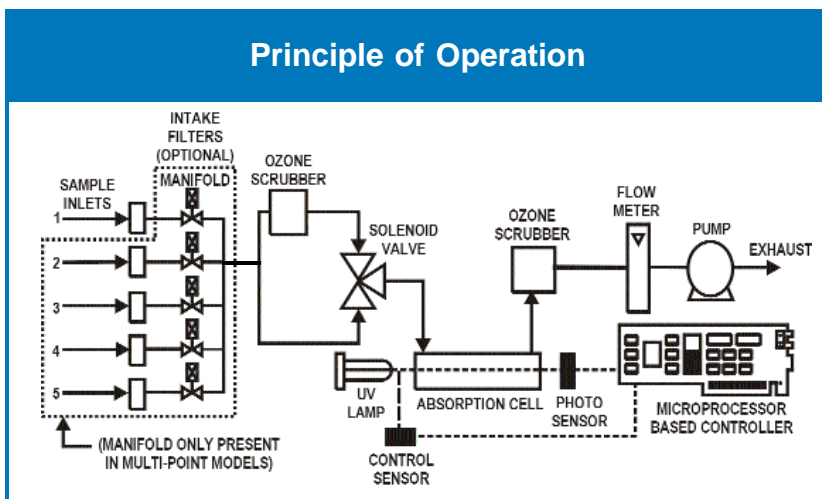 Principle of Operation
INTAKE
FILTERS
(OPTIONAL)
MANIFOLD
SAMPLE
INLETS
1
2
3
4
5
OZONE
SCRUBBER
SOLENOID
VALVE
OZONE
SCRUBBER
FLOW
METER
PUMP
EXHAUST
UV
LAMP
ABSORPTION CELL
PHOTO
SENSOR
MICROPROCESSOR
BASED CONTROLLER
CONTROL
SENSOR
(MANIFOLD ONLY PRESENT
IN MULTI-POINT MODELS)